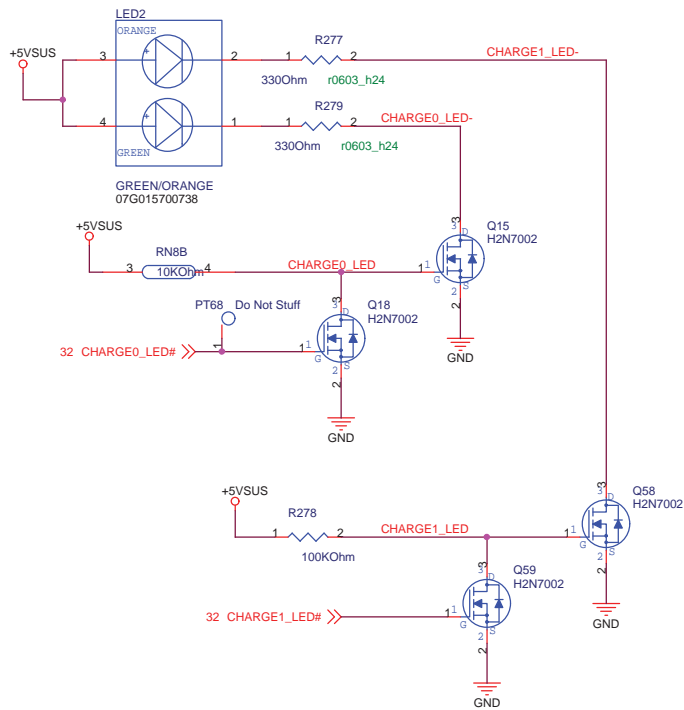 LED2
ORANGE
+5VSUS
3
2
1
R277
2
CHARGE1_LED-
330Ohm
r0603_h24
R279
CHARGE0_LED-
4
1
1
2
GREEN
330Ohm
r0603_h24
GREEN/ORANGE
07G015700738
+5VSUS
RN8B
3
10KOhm
4
CHARGE0_LED
1
1
G
3
3
D
Q15
H2N7002
S
2
2
GND
PT68
Do Not Stuff
1
32 CHARGE0_LED#
1
1
G
3
3
D
Q18
H2N7002
S
2
2
GND
+5VSUS
R278
1
2
100KOhm
CHARGE1_LED
1
1
G
3
3
D
Q58
H2N7002
S
2
2
GND
32 CHARGE1_LED#
1
1
G
3
3
D
Q59
H2N7002
S
2
2
GND